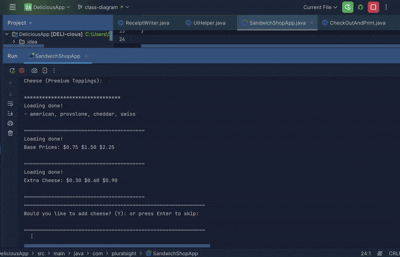 DeliciousApp
class-diagram
Current File
Project
ReceiptWriter.java
UiHelper.java
SandwichShopApp.java
CheckOutAndPrint.java
DeliciousApp [DELI-cious] C:\Users\
.idea
24
Run
SandwichShopApp
Cheese (Premium Toppings):
********************************
Loading done!
- american, provolone, cheddar, swiss
========================================
Loading done!
Base Prices: $0.75 $1.50 $2.25
========================================
Loading done!
Extra Cheese: $0.30 $0.60 $0.90
========================================
============================================================
Would you like to add cheese? (Y): or press Enter to skip:
============================================================
DeliciousApp > src > main > java > com > pluralsight > SandwichShopApp
24:1
CRL